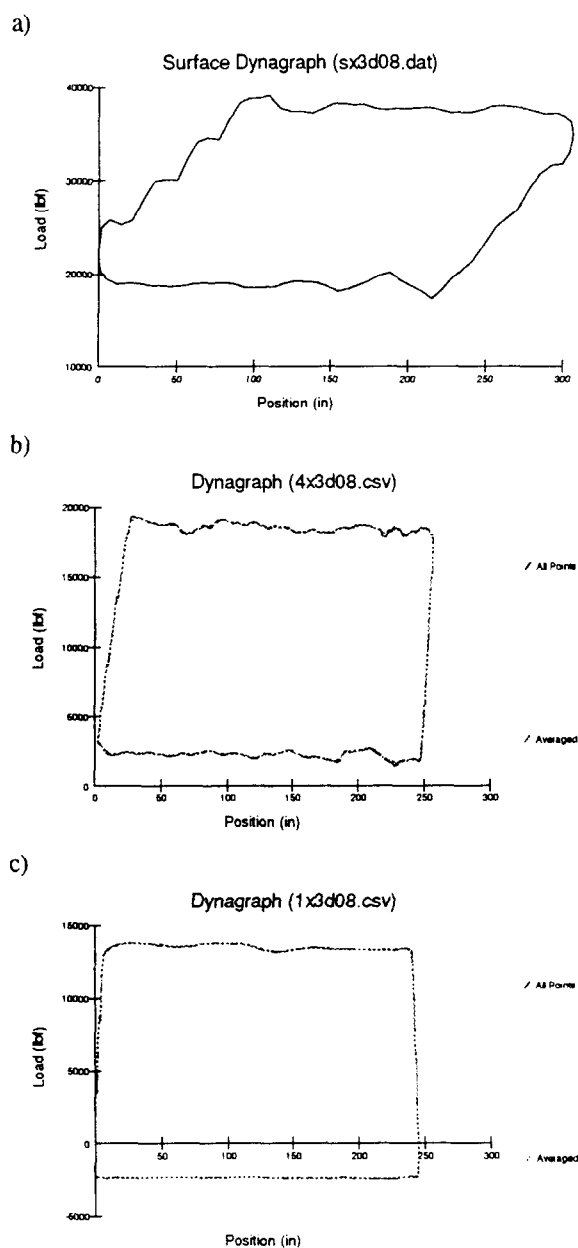 a)
Surface Dynagraph (sx3d08.dat)
40000
30000
20000
10000
Load (lbf)
0 50 100 150 200 250 300
Position (in)
b)
Dynagraph (4x3d08.csv)
20000
15000
10000
5000
0
Load (lbf)
All Points
Averaged
0 50 100 150 200 250 300
Position (in)
c)
Dynagraph (1x3d08.csv)
15000
10000
5000
0
-5000
Load (lbf)
All Points
Averaged
50 100 150 200 250 300
Position (in)